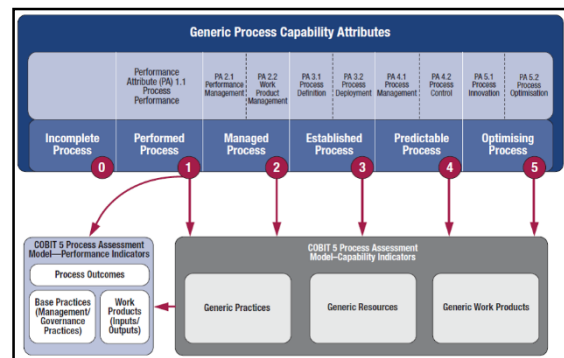 Generic Process Capability Attributes
Performance
Attribute (PA) 1.1
Process
Performance
PA 2.1
Performance
Management
PA 2.2
Work
Product
Management
PA 3.1
Process
Definition
PA 3.2
Process
Deployment
PA 4.1
Process
Management
PA 4.2
Process
Control
PA 5.1
Process
Innovation
PA 5.2
Process
Optimisation
Incomplete
Process
0
Performed
Process
1
Managed
Process
2
Established
Process
3
Predictable
Process
4
Optimising
Process
5
COBIT 5 Process Assessment
Model—Performance Indicators
Process Outcomes
Base Practices
(Management/
Governance
Practices)
Work
Products
(Inputs/
Outputs)
COBIT 5 Process Assessment
Model–Capability Indicators
Generic Practices
Generic Resources
Generic Work Products